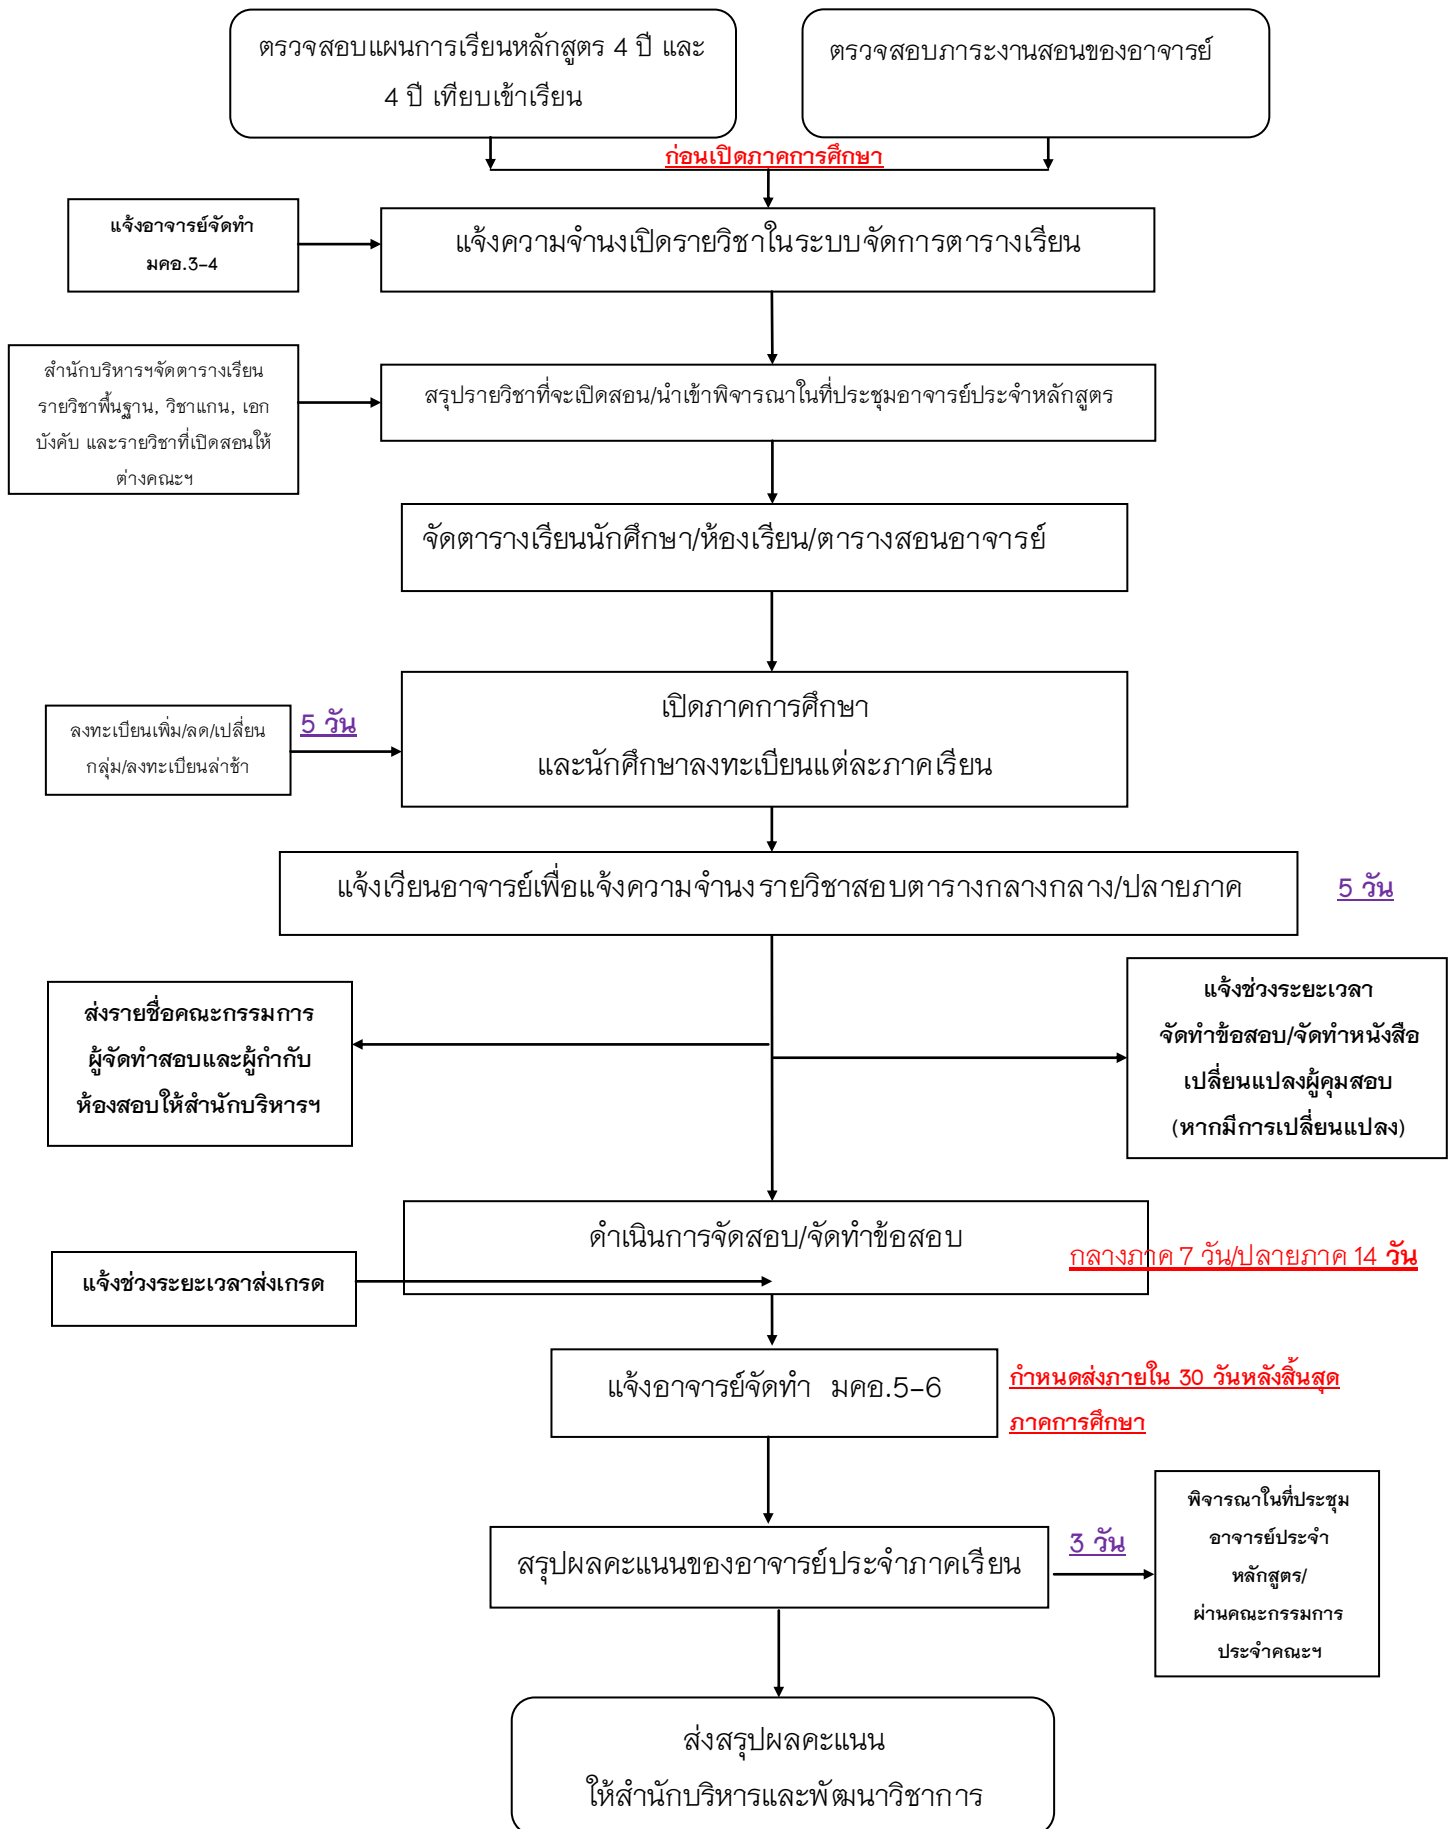 ตรวจสอบแผนการเรียนหลักสูตร 4 ปี และ
4 ปี เทียบเข้าเรียน
ตรวจสอบภาระงานสอนของอาจารย์
ก่อนเปิดภาคการศึกษา
แจ้งอาจารย์จัดทำ
มคอ.3-4
แจ้งความจำนงเปิดรายวิชาในระบบจัดการตารางเรียน
สำนักบริหารฯจัดตารางเรียน
รายวิชาพื้นฐาน, วิชาแกน, เอก
บังคับ และรายวิชาที่เปิดสอนให้
ต่างคณะฯ
สรุปรายวิชาที่จะเปิดสอน/นำเข้าพิจารณาในที่ประชุมอาจารย์ประจำหลักสูตร
จัดตารางเรียนนักศึกษา/ห้องเรียน/ตารางสอนอาจารย์
ลงทะเบียนเพิ่ม/ลด/เปลี่ยน
กลุ่ม/ลงทะเบียนล่าช้า
5 วัน
เปิดภาคการศึกษา
และนักศึกษาลงทะเบียนแต่ละภาคเรียน
แจ้งเวียนอาจารย์เพื่อแจ้งความจำนงรายวิชาสอบตารางกลางกลาง/ปลายภาค
5 วัน
ส่งรายชื่อคณะกรรมการ
ผู้จัดทำสอบและผู้กำกับ
ห้องสอบให้สำนักบริหารฯ
แจ้งช่วงระยะเวลา
จัดทำข้อสอบ/จัดทำหนังสือ
เปลี่ยนแปลงผู้คุมสอบ
(หากมีการเปลี่ยนแปลง)
ดำเนินการจัดสอบ/จัดทำข้อสอบ
กลางภาค 7 วัน/ปลายภาค 14 วัน
แจ้งช่วงระยะเวลาส่งเกรด
แจ้งอาจารย์จัดทำ มคอ.5-6
กำหนดส่งภายใน 30 วันหลังสิ้นสุด
ภาคการศึกษา
สรุปผลคะแนนของอาจารย์ประจำภาคเรียน
3 วัน
พิจารณาในที่ประชุม
อาจารย์ประจำ
หลักสูตร/
ผ่านคณะกรรมการ
ประจำคณะฯ
ส่งสรุปผลคะแนน
ให้สำนักบริหารและพัฒนาวิชาการ